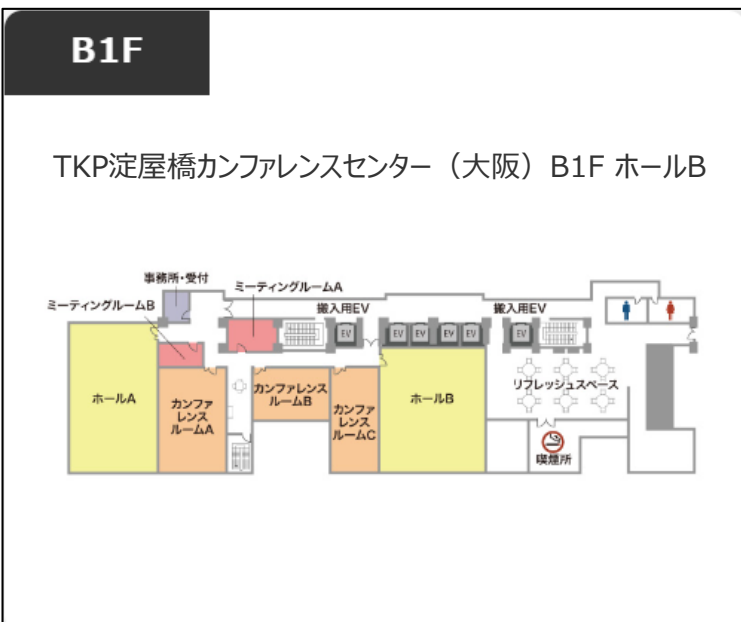 B1F
TKP淀屋橋カンファレンスセンター（大阪）B1F ホールB
事務所・受付
ミーティングルームA
ミーティングルームB
搬入用EV
搬入用EV
EV
EV
EV
EV
EV
EV
ホールA
カンファ
レンス
ルームA
カンファレンス
ルームB
カンファ
レンス
ルームC
ホールB
リフレッシュスペース
喫煙所